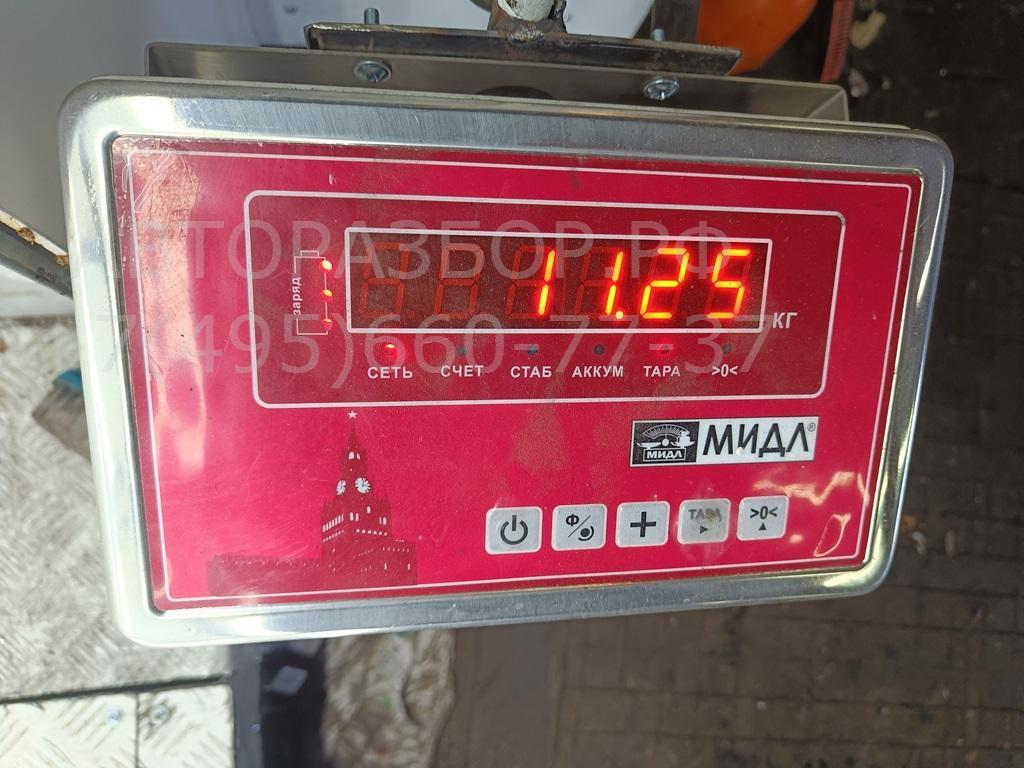 АВТОРАЗБОР.РФ
7(495)660-77-37
заряд
11.25
КГ
СЕТЬ СЧЕТ СТАБ АККУМ ТАРА >0<
МИДЛ МИДЛ®
Ф/ + ТАРА >0<